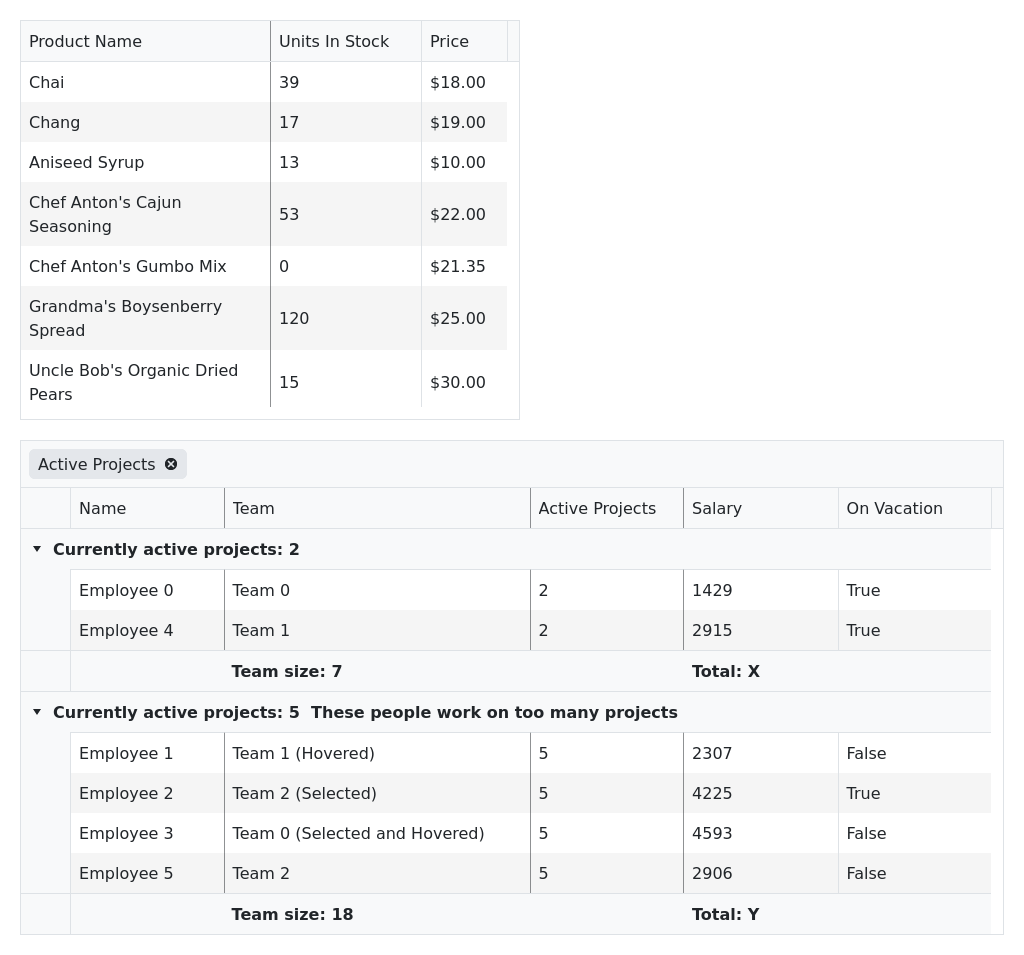 Product Name Units In Stock Price
Chai 39 $18.00
Chang 17 $19.00
Aniseed Syrup 13 $10.00
Chef Anton's Cajun
Seasoning 53 $22.00
Chef Anton's Gumbo Mix 0 $21.35
Grandma's Boysenberry
Spread 120 $25.00
Uncle Bob's Organic Dried
Pears 15 $30.00
Active Projects
Name Team Active Projects Salary On Vacation
Currently active projects: 2
Employee 0 Team 0 2 1429 True
Employee 4 Team 1 2 2915 True
Team size: 7 Total: X
Currently active projects: 5 These people work on too many projects
Employee 1 Team 1 (Hovered) 5 2307 False
Employee 2 Team 2 (Selected) 5 4225 True
Employee 3 Team 0 (Selected and Hovered) 5 4593 False
Employee 5 Team 2 5 2906 False
Team size: 18 Total: Y